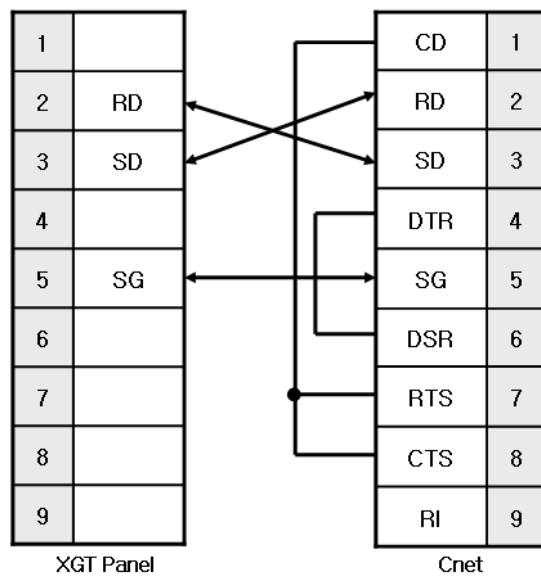 1 CD 1
2 RD RD 2
3 SD SD 3
4 DTR 4
5 SG SG 5
6 DSR 6
7 RTS 7
8 CTS 8
9 RI 9
XGT Panel Cnet